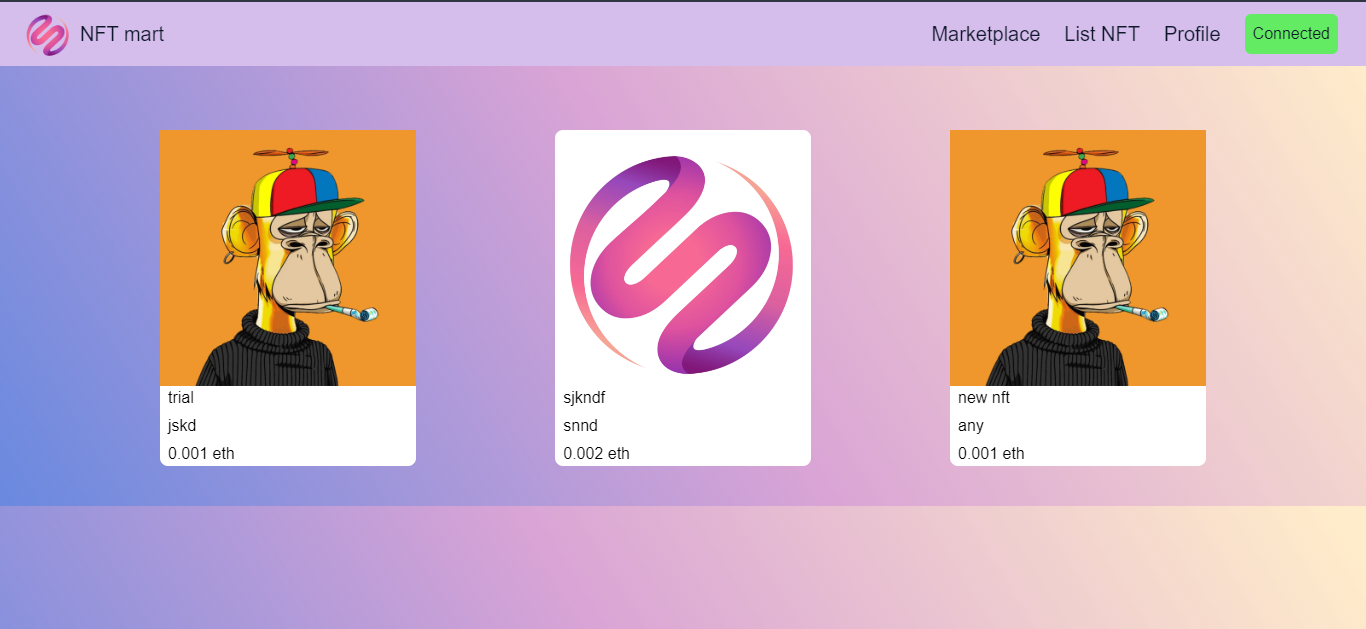 NFT mart
Marketplace
List NFT
Profile
Connected
trial
jskd
0.001 eth
sjkndf
snnd
0.002 eth
new nft
any
0.001 eth